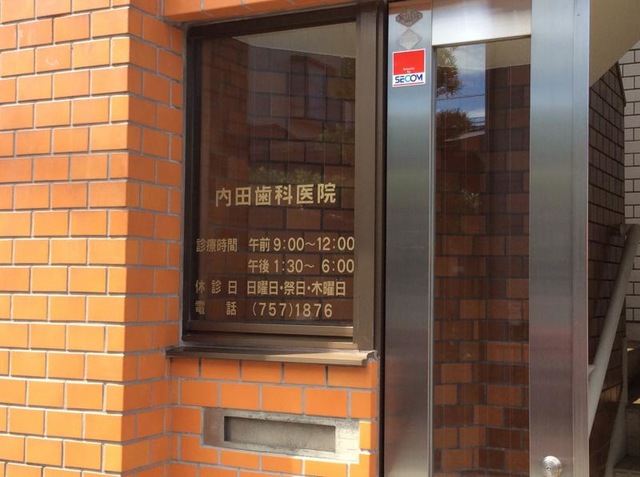 SECOM
内田歯科医院
診療時間 午前9:00～12:00
午後1:30～ 6:00
休診日 日曜日・祭日・木曜日
電話 (757)1876